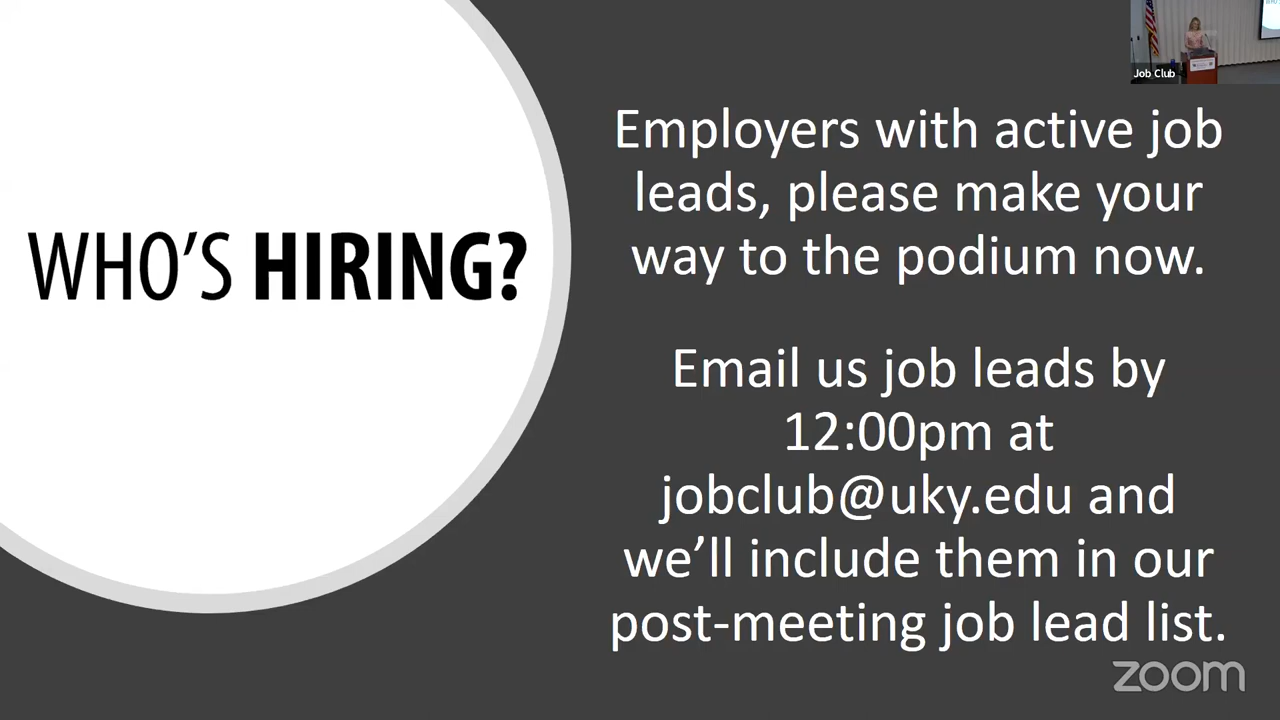 Job Club
WHO'S HIRING?
Employers with active job
leads, please make your
way to the podium now.
Email us job leads by
12:00pm at
jobclub@uky.edu and
we'll include them in our
post-meeting job lead list.
zoom